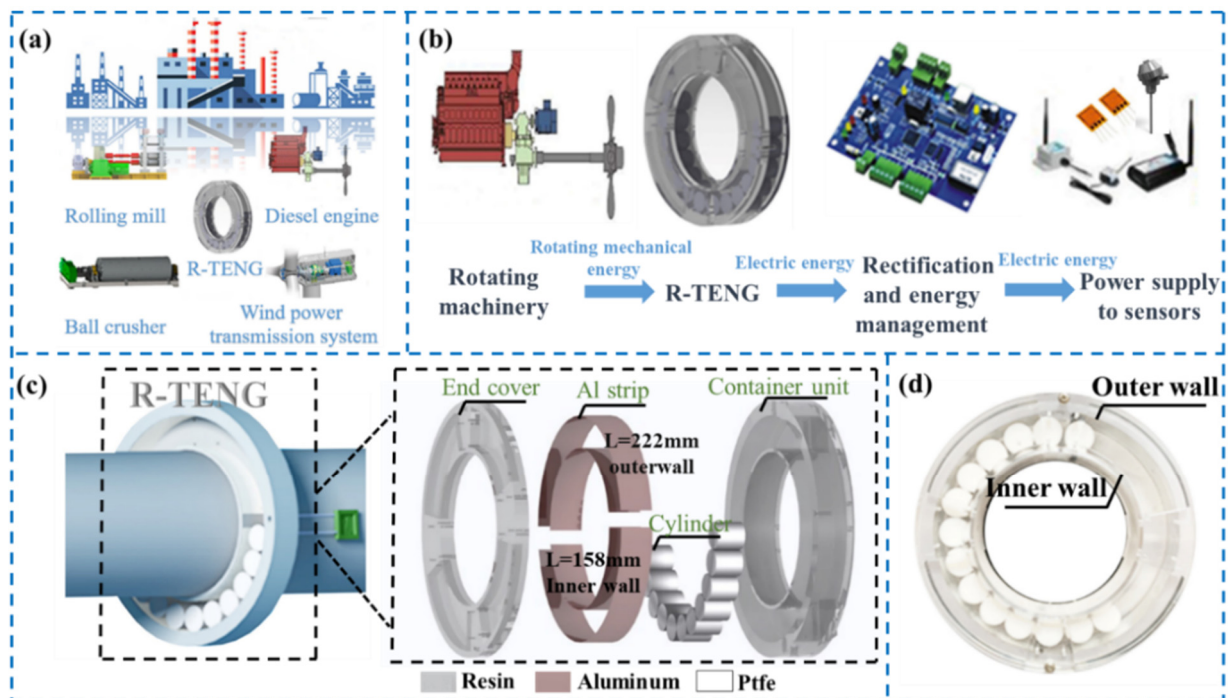 (a)
Rolling mill
Diesel engine
R-TENG
Ball crusher
Wind power
transmission system
(b)
Rotating
machinery
Rotating mechanical
energy
R-TENG
Electric energy
Rectification
and energy
management
Electric energy
Power supply
to sensors
(c)
R-TENG
End cover
Al strip
Container unit
L=222mm
outerwall
Cylinder
L=158mm
Inner wall
Resin
Aluminum
Ptfe
(d)
Outer wall
Inner wall